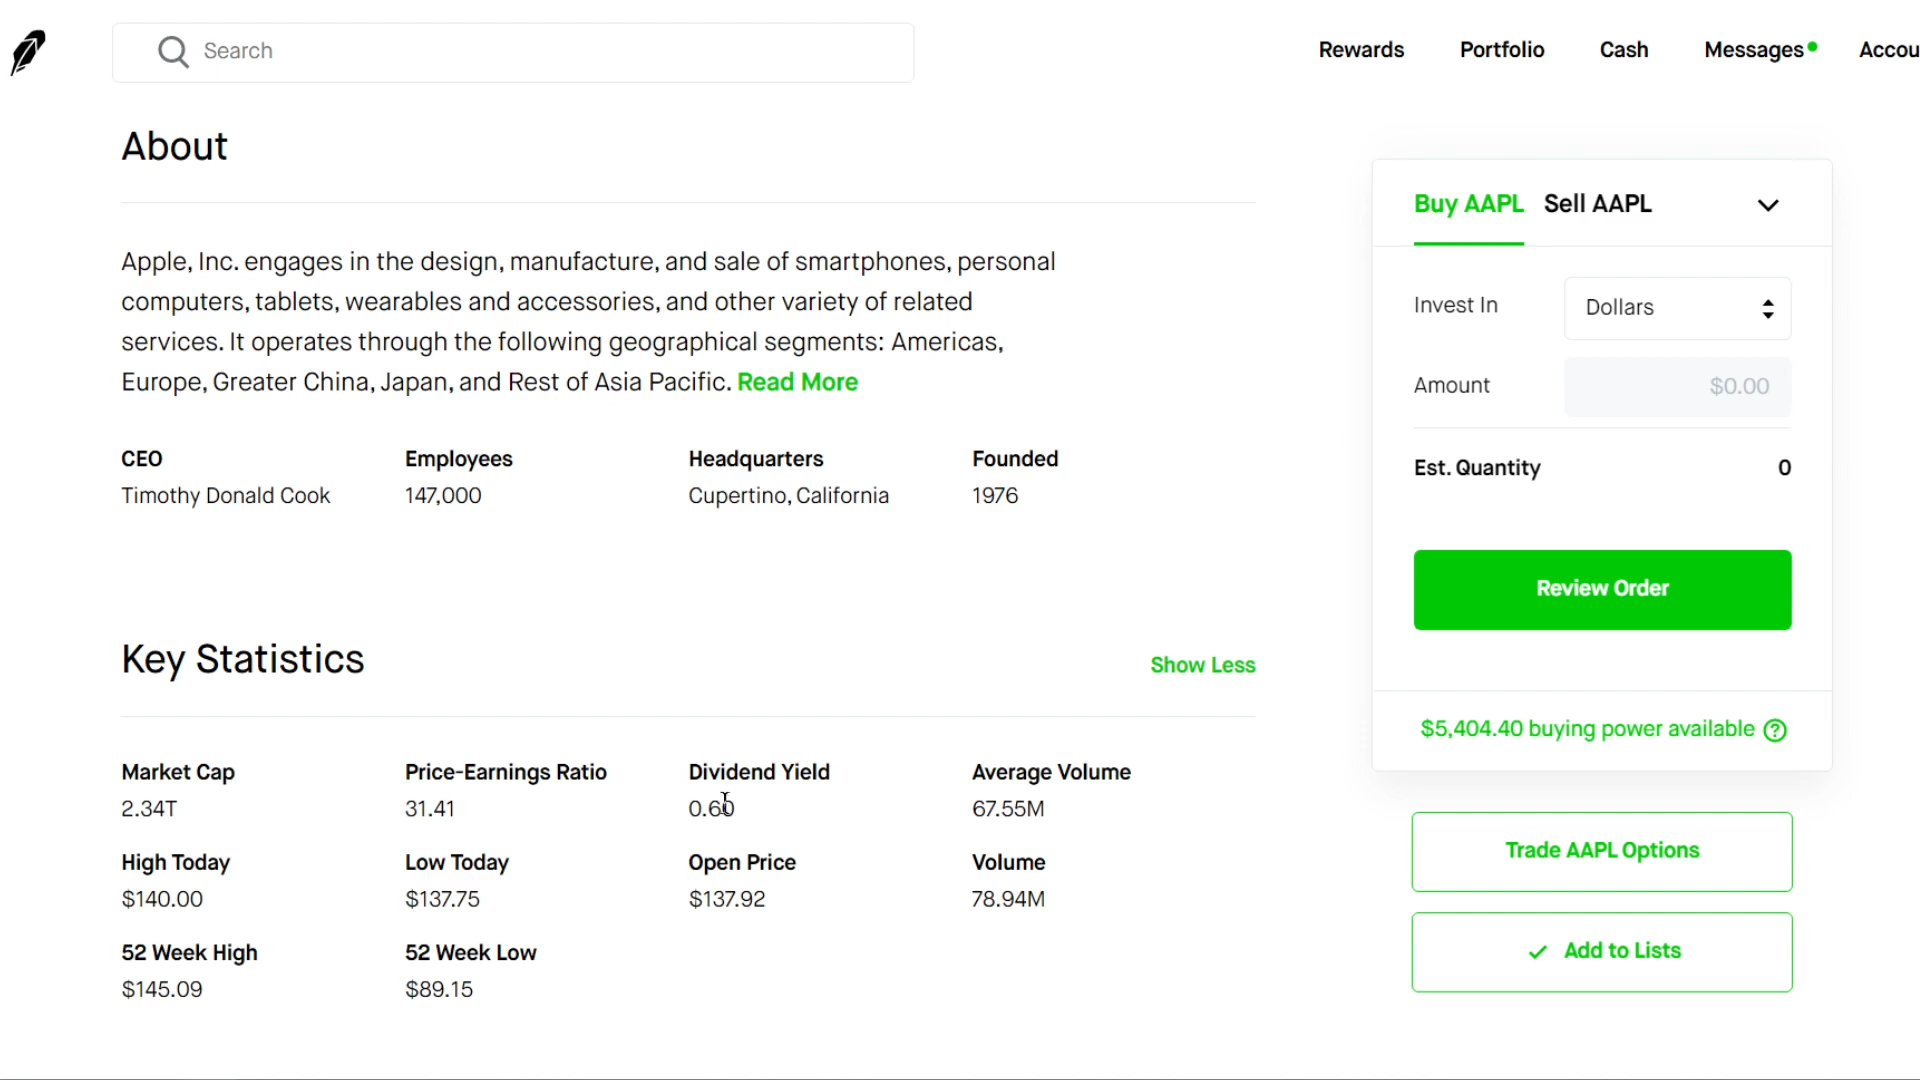 Search
Rewards
Portfolio
Cash
Messages
Accou
About
Apple, Inc. engages in the design, manufacture, and sale of smartphones, personal
computers, tablets, wearables and accessories, and other variety of related
services. It operates through the following geographical segments: Americas,
Europe, Greater China, Japan, and Rest of Asia Pacific. Read More
CEO
Timothy Donald Cook
Employees
147,000
Headquarters
Cupertino, California
Founded
1976
Key Statistics
Show Less
Market Cap
2.34T
Price-Earnings Ratio
31.41
Dividend Yield
0.60
Average Volume
67.55M
High Today
$140.00
Low Today
$137.75
Open Price
$137.92
Volume
78.94M
52 Week High
$145.09
52 Week Low
$89.15
Buy AAPL
Sell AAPL
Invest In
Dollars
Amount
$0.00
Est. Quantity
0
Review Order
$5,404.40 buying power available ?
Trade AAPL Options
Add to Lists